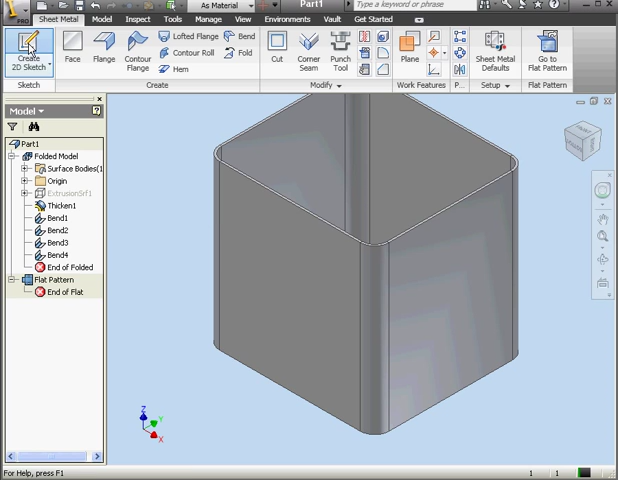 PRO
As Material
Part1
Type a keyword or phrase
Sheet Metal Model Inspect Tools Manage View Environments Vault Get Started
Create
2D Sketch
Face
Flange
Contour
Flange
Lofted Flange
Contour Roll
Hem
Bend
Fold
Cut
Corner
Seam
Punch
Tool
Plane
Sheet Metal
Defaults
Go to
Flat Pattern
Sketch
Create
Modify
Work Features
P...
Setup
Flat Pattern
Model
Part1
Folded Model
Surface Bodies(1
Origin
ExtrusionSrf1
Thicken1
Bend1
Bend2
Bend3
Bend4
End of Folded
Flat Pattern
End of Flat
Z
Y
X
For Help, press F1
1
1